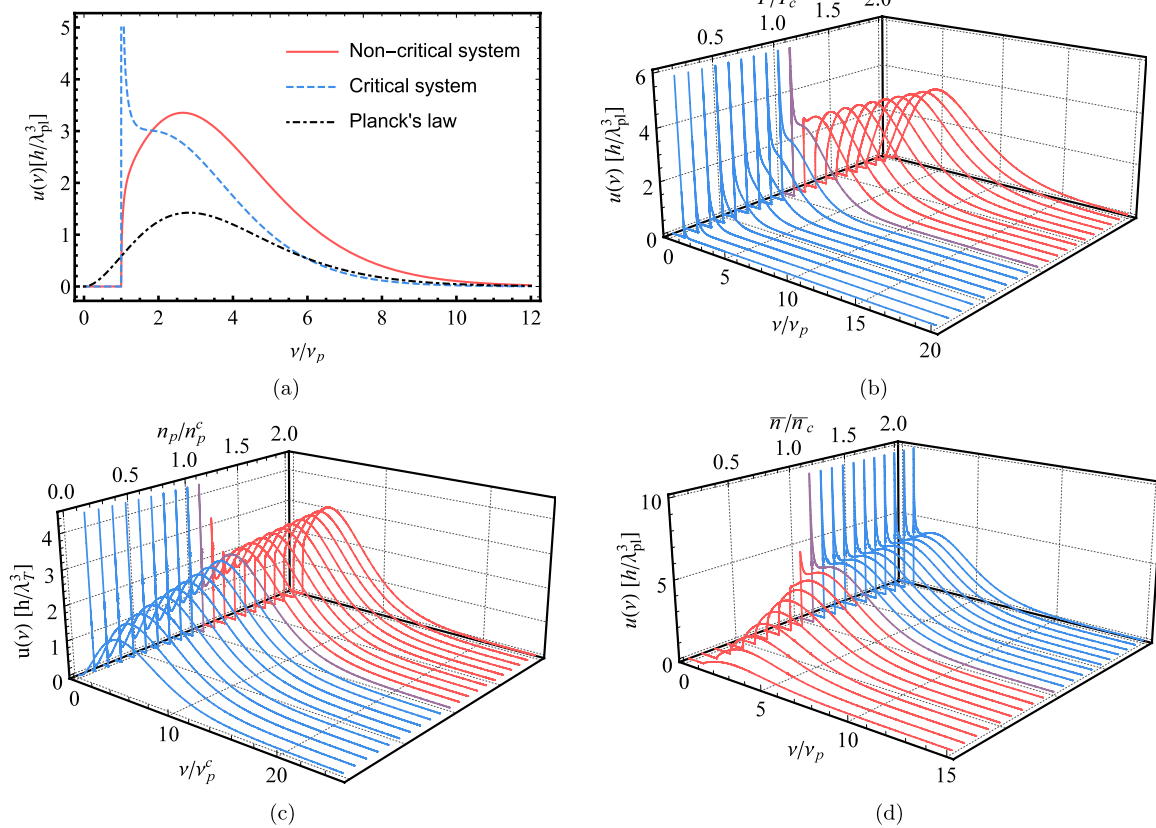 5
4
3
2
1
0
u(ν)[h/λ³pl]
Non−critical system
Critical system
Planck's law
0 2 4 6 8 10 12
ν/νp
(a)
0.5 1.0 1.5 2.0
6
4
2
0
u(ν) [h/λ³pl]
0 5 10 15 20
ν/νp
(b)
np/nᶜp
0.0 0.5 1.0 1.5 2.0
4
3
2
1
0
u(ν) [h/λ³T]
0 10 20
ν/νᶜp
(c)
n̅/n̅c
0.5 1.0 1.5 2.0
10
5
0
u(ν) [h/λ³pl]
0 5 10 15
ν/νp
(d)